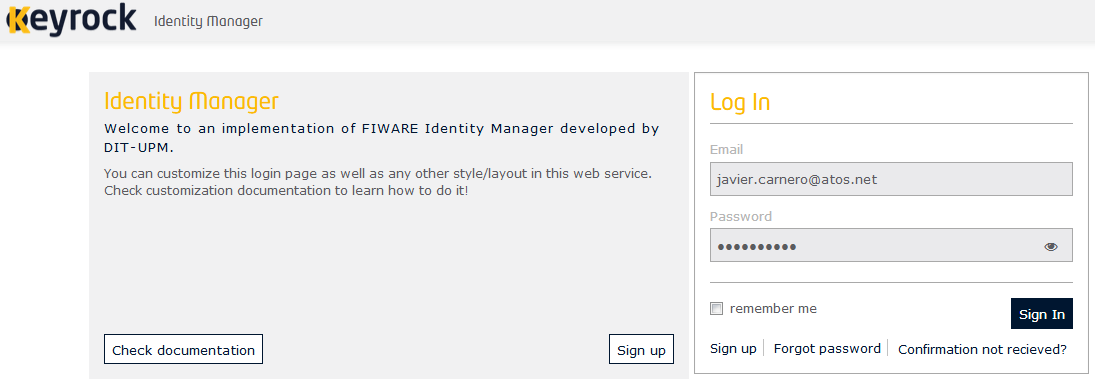 Keyrock Identity Manager
Identity Manager
Welcome to an implementation of FIWARE Identity Manager developed by
DIT-UPM.
You can customize this login page as well as any other style/layout in this web service.
Check customization documentation to learn how to do it!
Check documentation
Sign up
Log In
Email
javier.carnero@atos.net
Password
••••••••••
remember me
Sign In
Sign up
Forgot password
Confirmation not recieved?